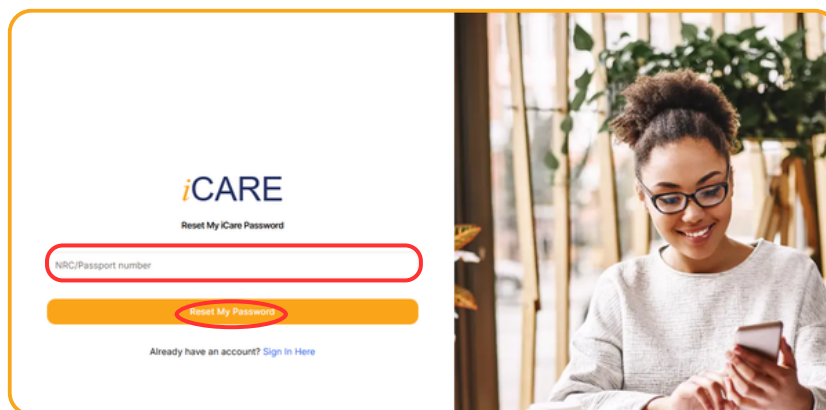 iCARE
Reset My iCare Password
NRC/Passport number
Reset My Password
Already have an account? Sign In Here